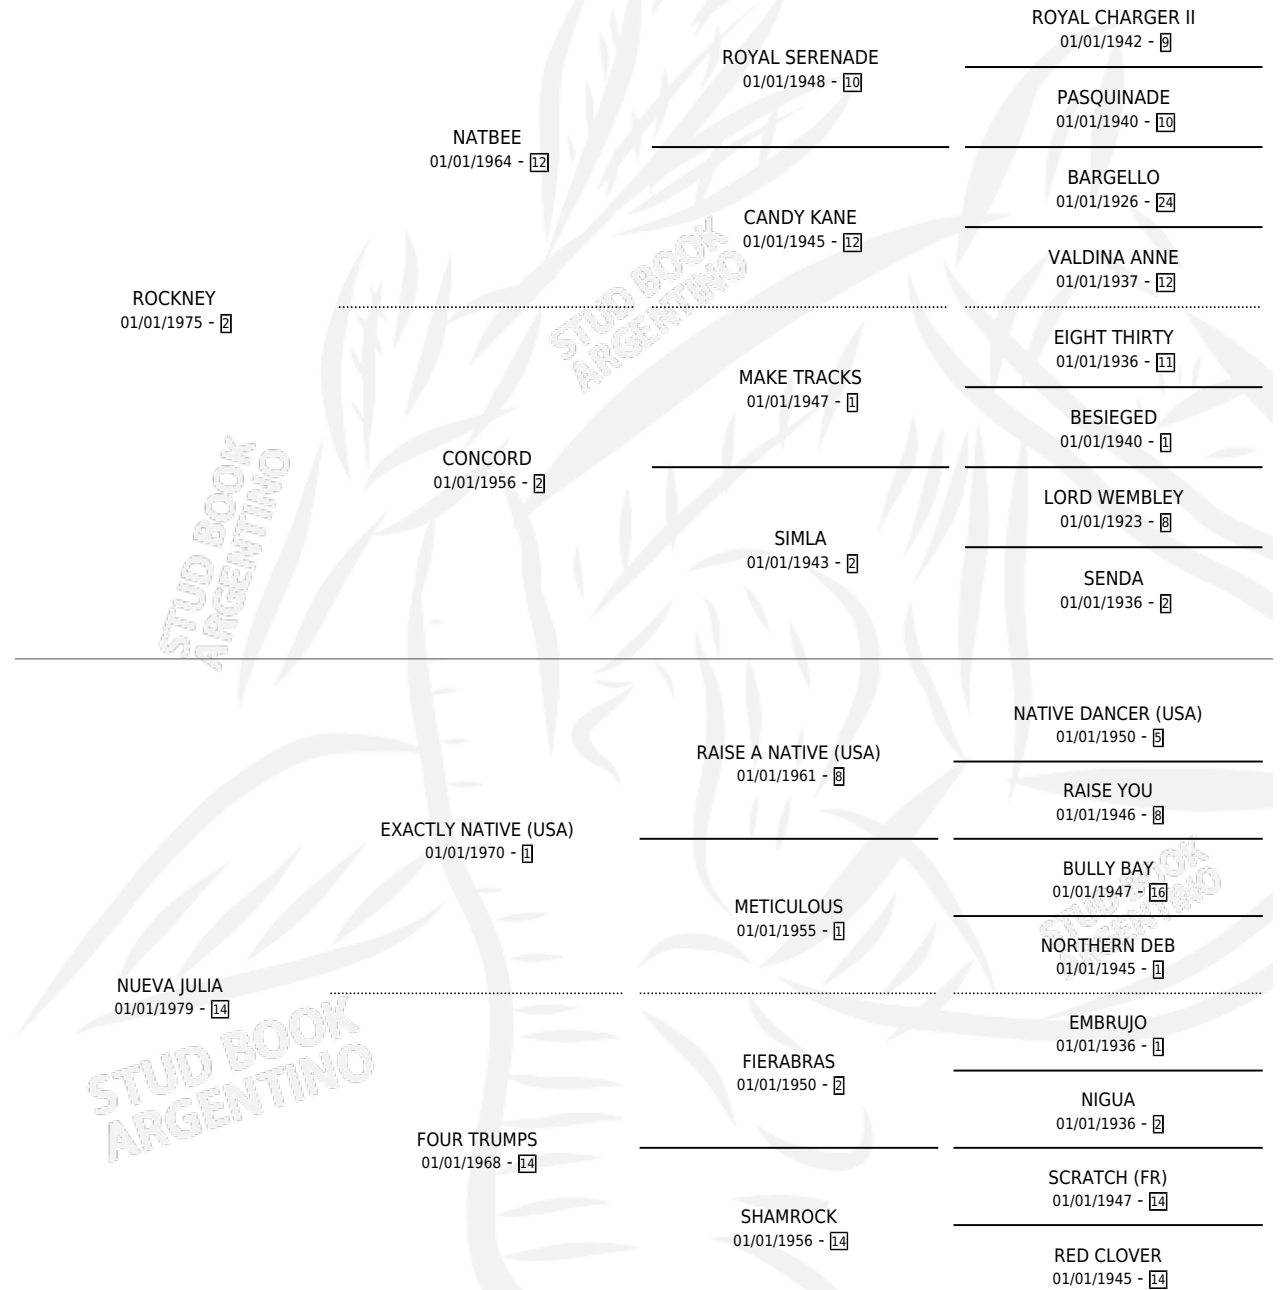 ROYAL CHARGER II
01/01/1942 - 9
ROYAL SERENADE
01/01/1948 - 10
PASQUINADE
01/01/1940 - 10
NATBEE
01/01/1964 - 12
BARGELLO
01/01/1926 - 24
CANDY KANE
01/01/1945 - 12
VALDINA ANNE
01/01/1937 - 12
ROCKNEY
01/01/1975 - 2
EIGHT THIRTY
01/01/1936 - 11
MAKE TRACKS
01/01/1947 - 1
BESIEGED
01/01/1940 - 1
CONCORD
01/01/1956 - 2
LORD WEMBLEY
01/01/1923 - 8
SIMLA
01/01/1943 - 2
SENDA
01/01/1936 - 2
NATIVE DANCER (USA)
01/01/1950 - 5
RAISE A NATIVE (USA)
01/01/1961 - 8
RAISE YOU
01/01/1946 - 8
EXACTLY NATIVE (USA)
01/01/1970 - 1
BULLY BAY
01/01/1947 - 16
METICULOUS
01/01/1955 - 1
NORTHERN DEB
01/01/1945 - 1
NUEVA JULIA
01/01/1979 - 14
EMBRUJO
01/01/1936 - 1
FIERABRAS
01/01/1950 - 2
NIGUA
01/01/1936 - 2
FOUR TRUMPS
01/01/1968 - 14
SCRATCH (FR)
01/01/1947 - 14
SHAMROCK
01/01/1956 - 14
RED CLOVER
01/01/1945 - 14
STUD BOOK
ARGENTINO
STUD BOOK
ARGENTINO
STUD BOOK
ARGENTINO
STUD BOOK
ARGENTINO